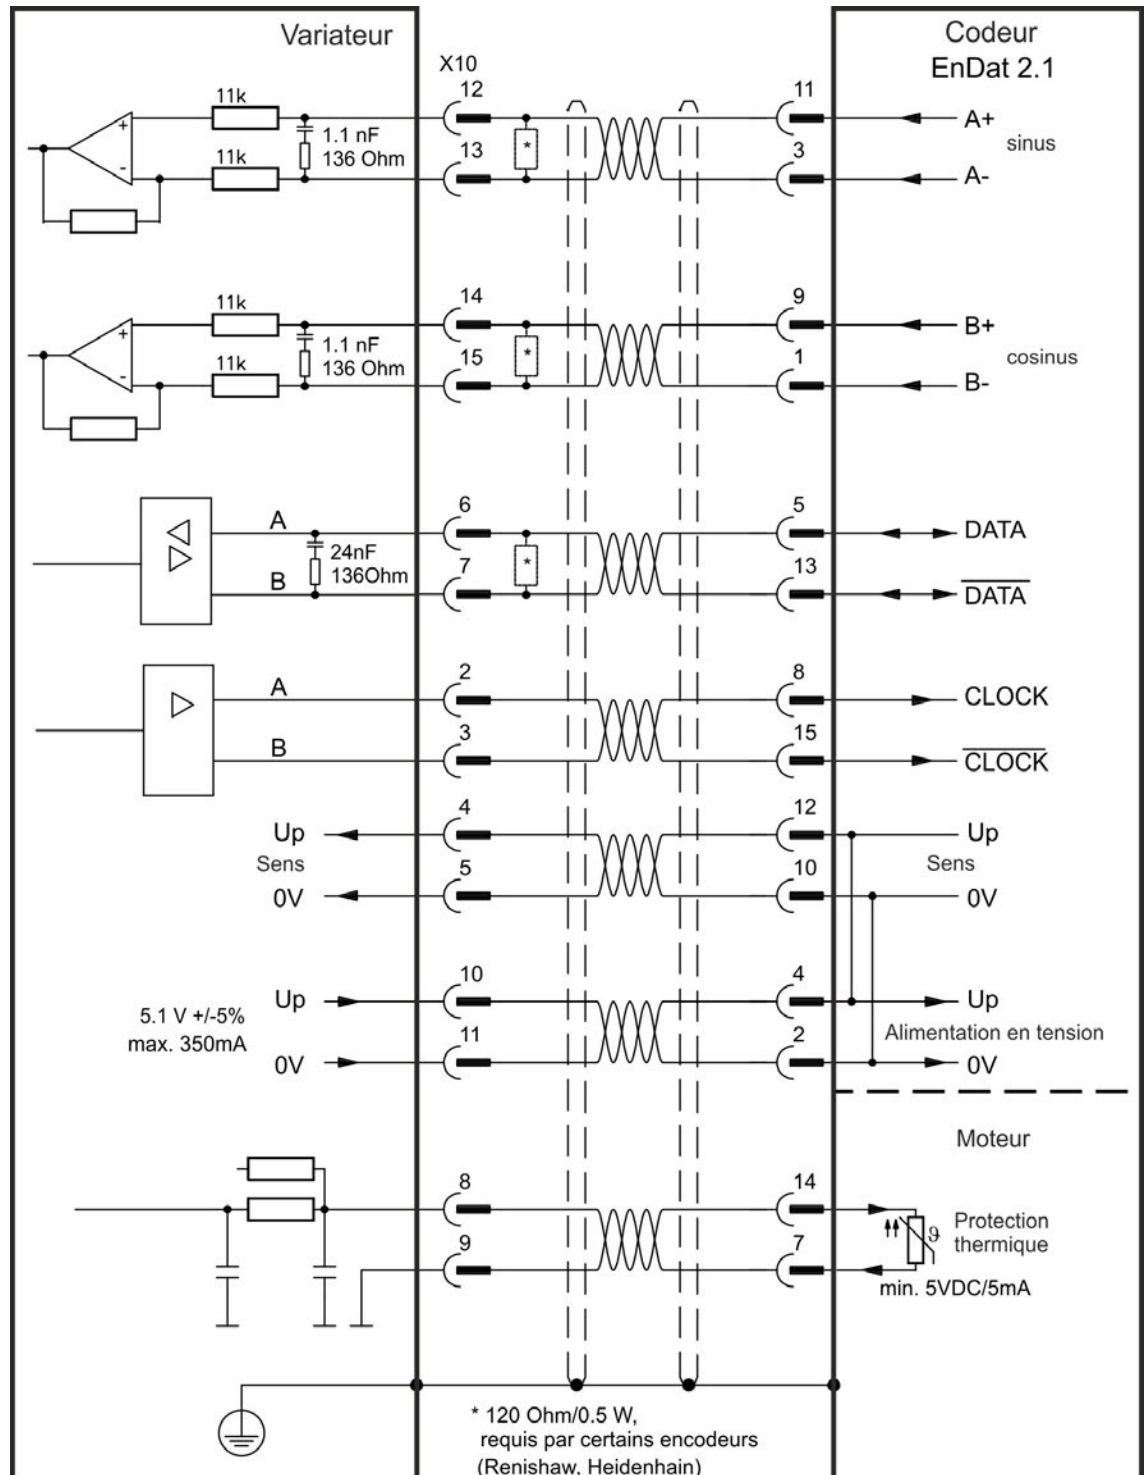 Variateur
Codeur
EnDat 2.1
X10
11k
12
11
A+
1.1 nF
136 Ohm
+
*
sinus
11k
13
3
A-
-
11k
14
9
B+
1.1 nF
136 Ohm
+
*
cosinus
11k
15
1
B-
-
A
6
5
DATA
24nF
136Ohm
*
B
7
13
DATA
A
2
8
CLOCK
B
3
15
CLOCK
Up
4
12
Up
Sens
Sens
0V
5
10
0V
Up
10
4
Up
5.1 V +/-5%
max. 350mA
Alimentation en tension
0V
11
2
0V
Moteur
8
14
Protection
thermique
ϑ
9
7
min. 5VDC/5mA
* 120 Ohm/0.5 W,
requis par certains encodeurs
(Renishaw, Heidenhain)